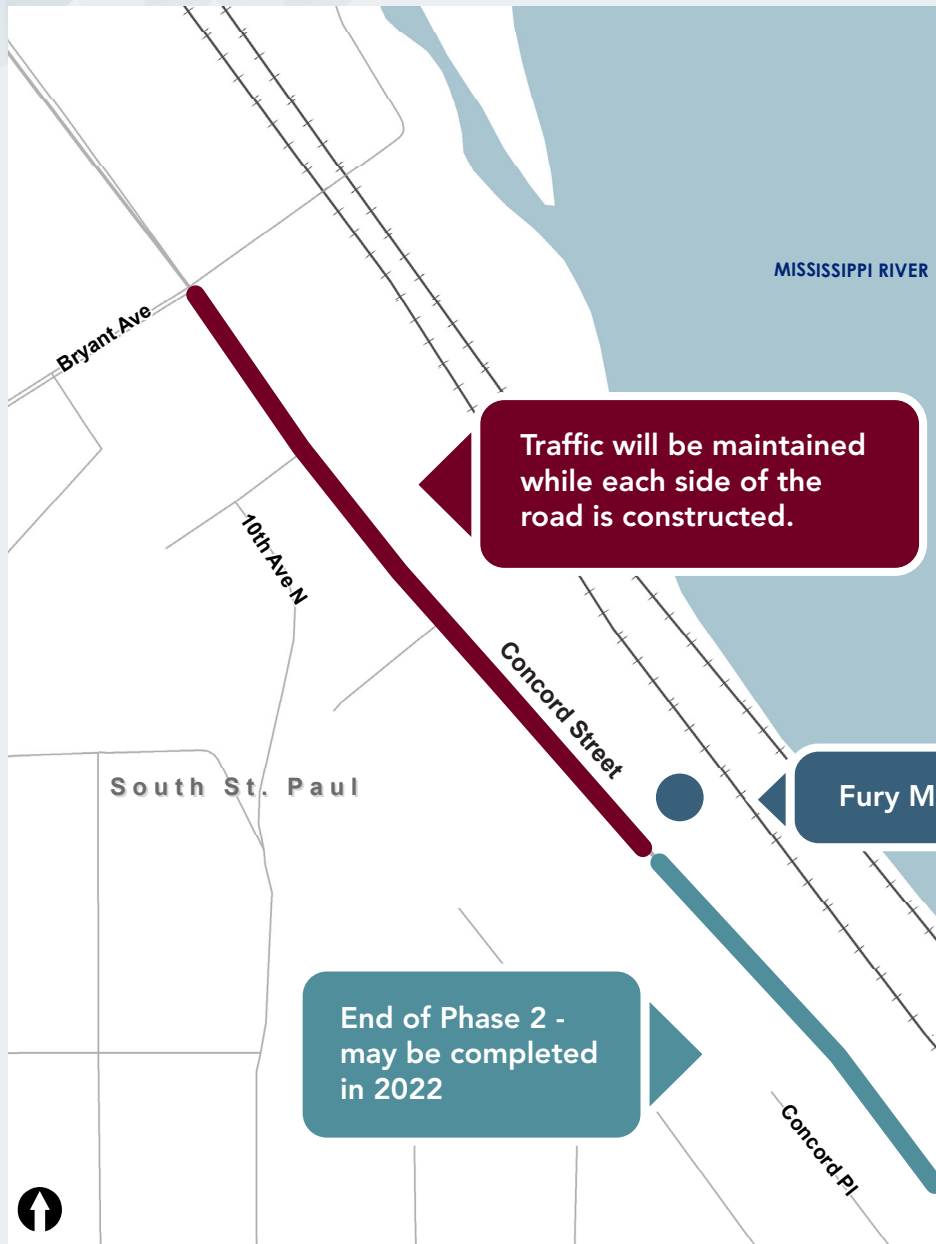 MISSISSIPPI RIVER
Bryant Ave
Traffic will be maintained
while each side of the
road is constructed.
10th Ave N
Concord Street
South St. Paul
Fury M
End of Phase 2 -
may be completed
in 2022
Concord Pl